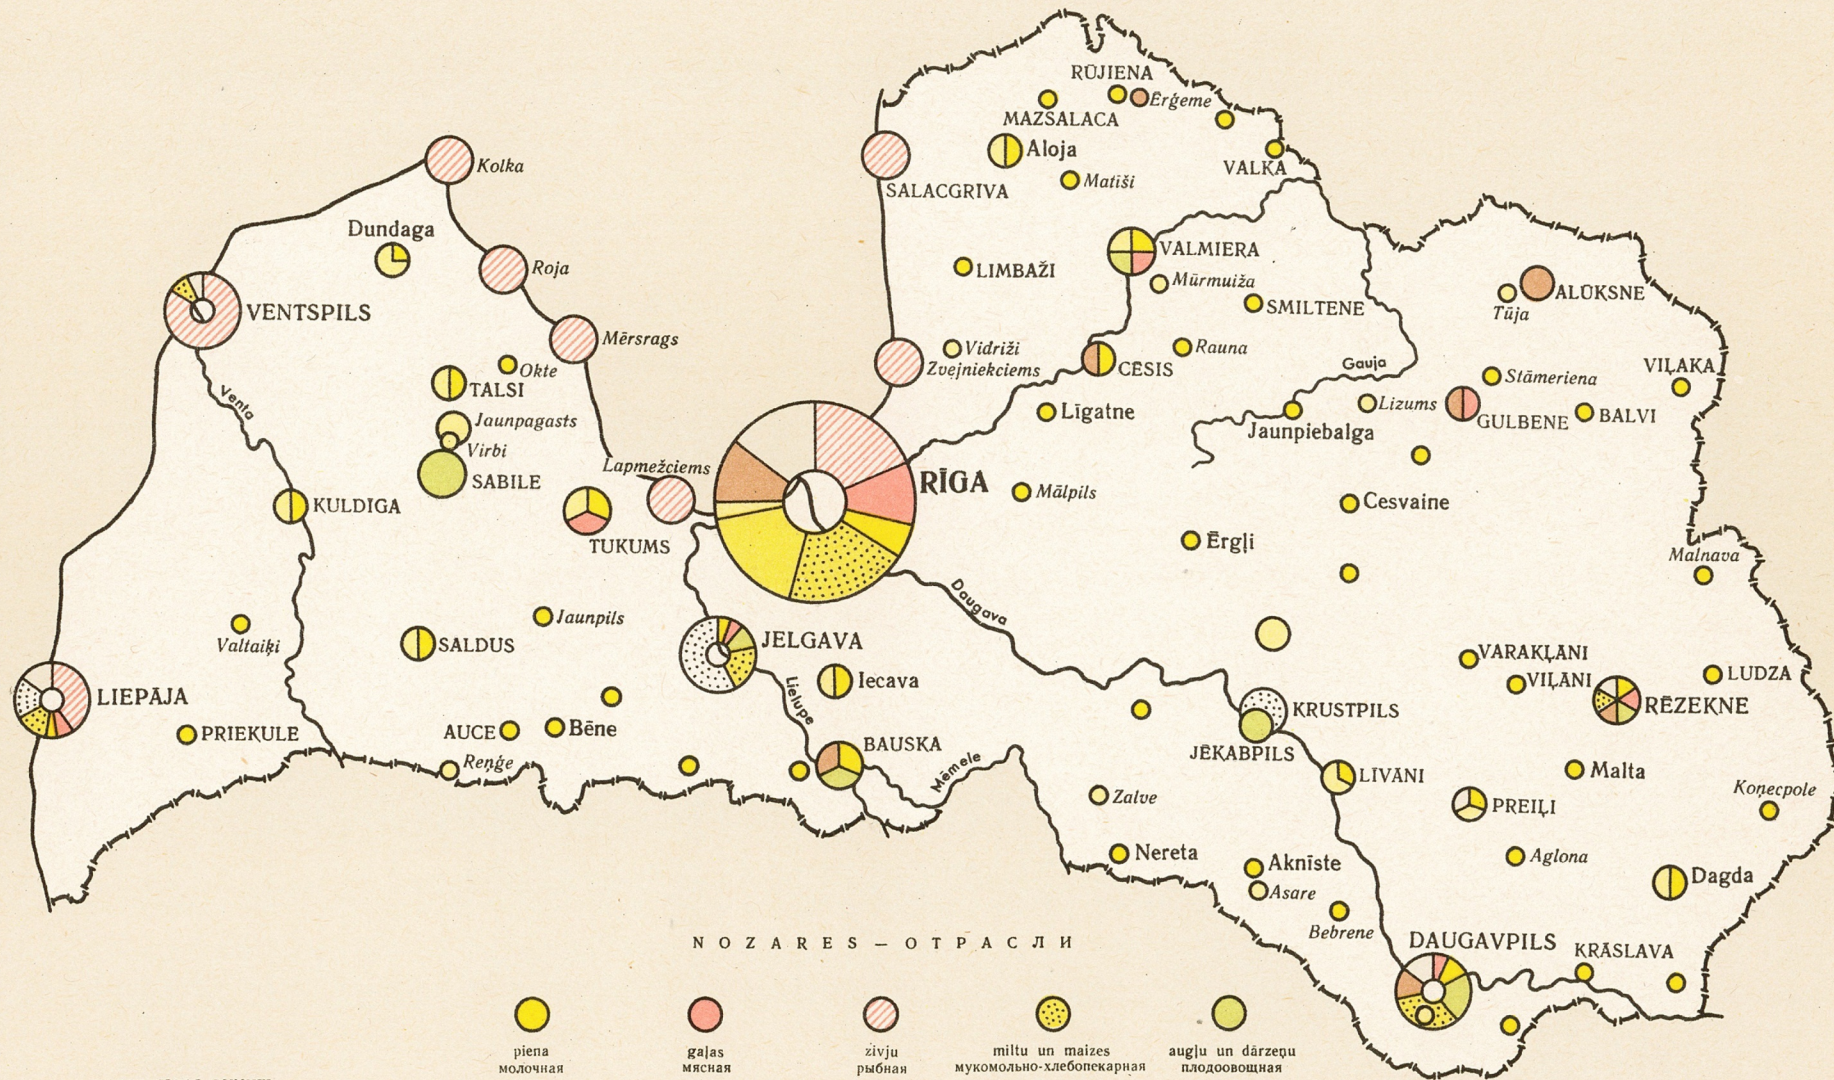 RŪJIENA
Ērģeme
MAZSALACA
Aloja
VALKA
Kolka
Matīši
SALACGRĪVA
Dundaga
VALMIERA
Roja
LIMBAŽI
Mūrmuiža
ALŪKSNE
Tūja
SMILTENE
VENTSPILS
Mērsrags
Vidriži
Rauna
Zvejniekciems
CĒSIS
Gauja
VIĻAKA
Okte
Stāmeriena
TALSI
Venta
Lizums
Līgatne
BALVI
Jaunpagasts
GULBENE
Jaunpiebalga
Virbi
Lapmežciems
SABILE
RĪGA
Mālpils
KULDĪGA
Cesvaine
TUKUMS
Ērgļi
Malnava
Daugava
Jaunpils
Valtaiķi
SALDUS
JELGAVA
VARAKĻĀNI
LUDZA
Iecava
VIĻĀNI
LIEPĀJA
Lielupe
RĒZEKNE
KRUSTPILS
PRIEKULE
AUCE
Bēne
BAUSKA
JĒKABPILS
Reņģe
Mēmele
LĪVĀNI
Malta
Koņecpole
Zalve
PREIĻI
Nereta
Aknīste
Aglona
Dagda
Asare
Bebrene
DAUGAVPILS
KRĀSLAVA
NOZARES – ОТРАСЛИ
piena
молочная
gaļas
мясная
zivju
рыбная
miltu un maizes
мукомольно-хлебопекарная
augļu un dārzeņu
плодоовощная